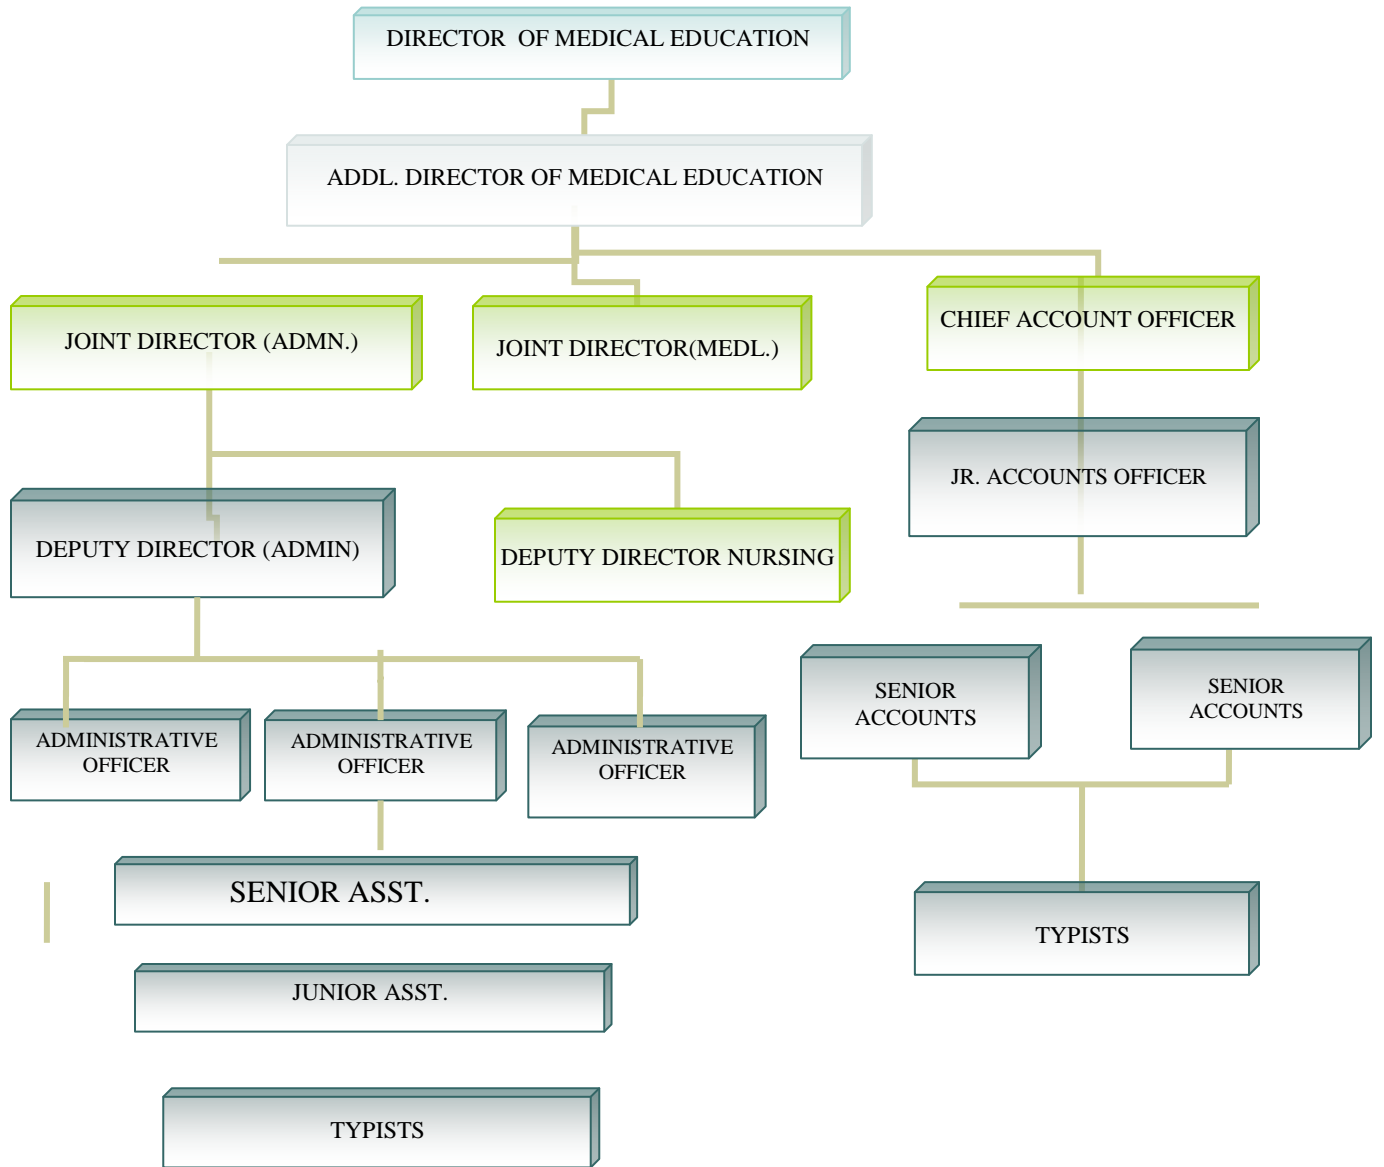 DIRECTOR  OF MEDICAL EDUCATION
ADDL. DIRECTOR OF MEDICAL EDUCATION
JOINT DIRECTOR (ADMN.)
JOINT DIRECTOR(MEDL.)
CHIEF ACCOUNT OFFICER
JR. ACCOUNTS OFFICER
DEPUTY DIRECTOR (ADMIN)
DEPUTY DIRECTOR NURSING
SENIOR
ACCOUNTS
SENIOR
ACCOUNTS
ADMINISTRATIVE
OFFICER
ADMINISTRATIVE
OFFICER
ADMINISTRATIVE
OFFICER
SENIOR ASST.
TYPISTS
JUNIOR ASST.
TYPISTS